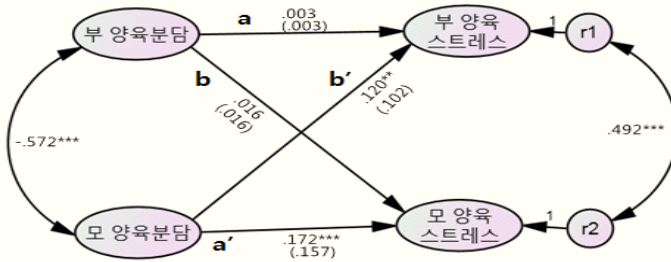 a .003
(.003)
부 양육분담
부 양육
스트레스
1
r1
b
b′
.016
(.016)
.120**
(.102)
-.572***
.492***
모 양육분담
a′
.172***
(.157)
모 양육
스트레스
1
r2